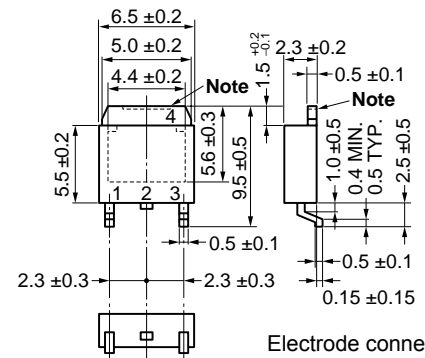 6.5 ±0.2
5.0 ±0.2
4.4 ±0.2
Note
4
1.5 +0.2 −0.1
2.3 ±0.2
0.5 ±0.1
Note
5.5 ±0.2
5.6 ±0.3
9.5 ±0.5
1.0 ±0.5
0.4 MIN.
0.5 TYP.
2.5 ±0.5
1 2 3
0.5 ±0.1
2.3 ±0.3
2.3 ±0.3
0.5 ±0.1
0.15 ±0.15
Electrode conne